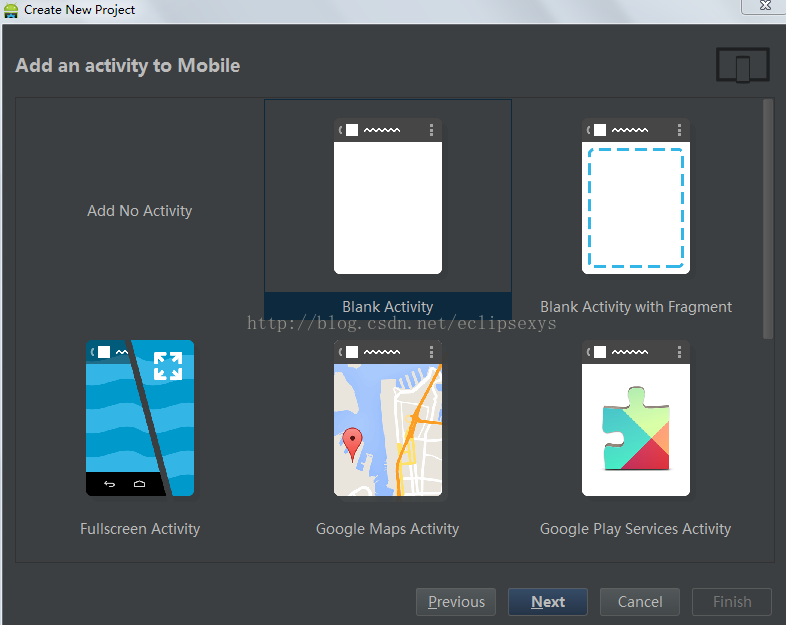 Create New Project
Add an activity to Mobile
Add No Activity
Blank Activity
Blank Activity with Fragment
http://blog.csdn.net/eclipsexys
Fullscreen Activity
Google Maps Activity
Google Play Services Activity
Previous
Next
Cancel
Finish